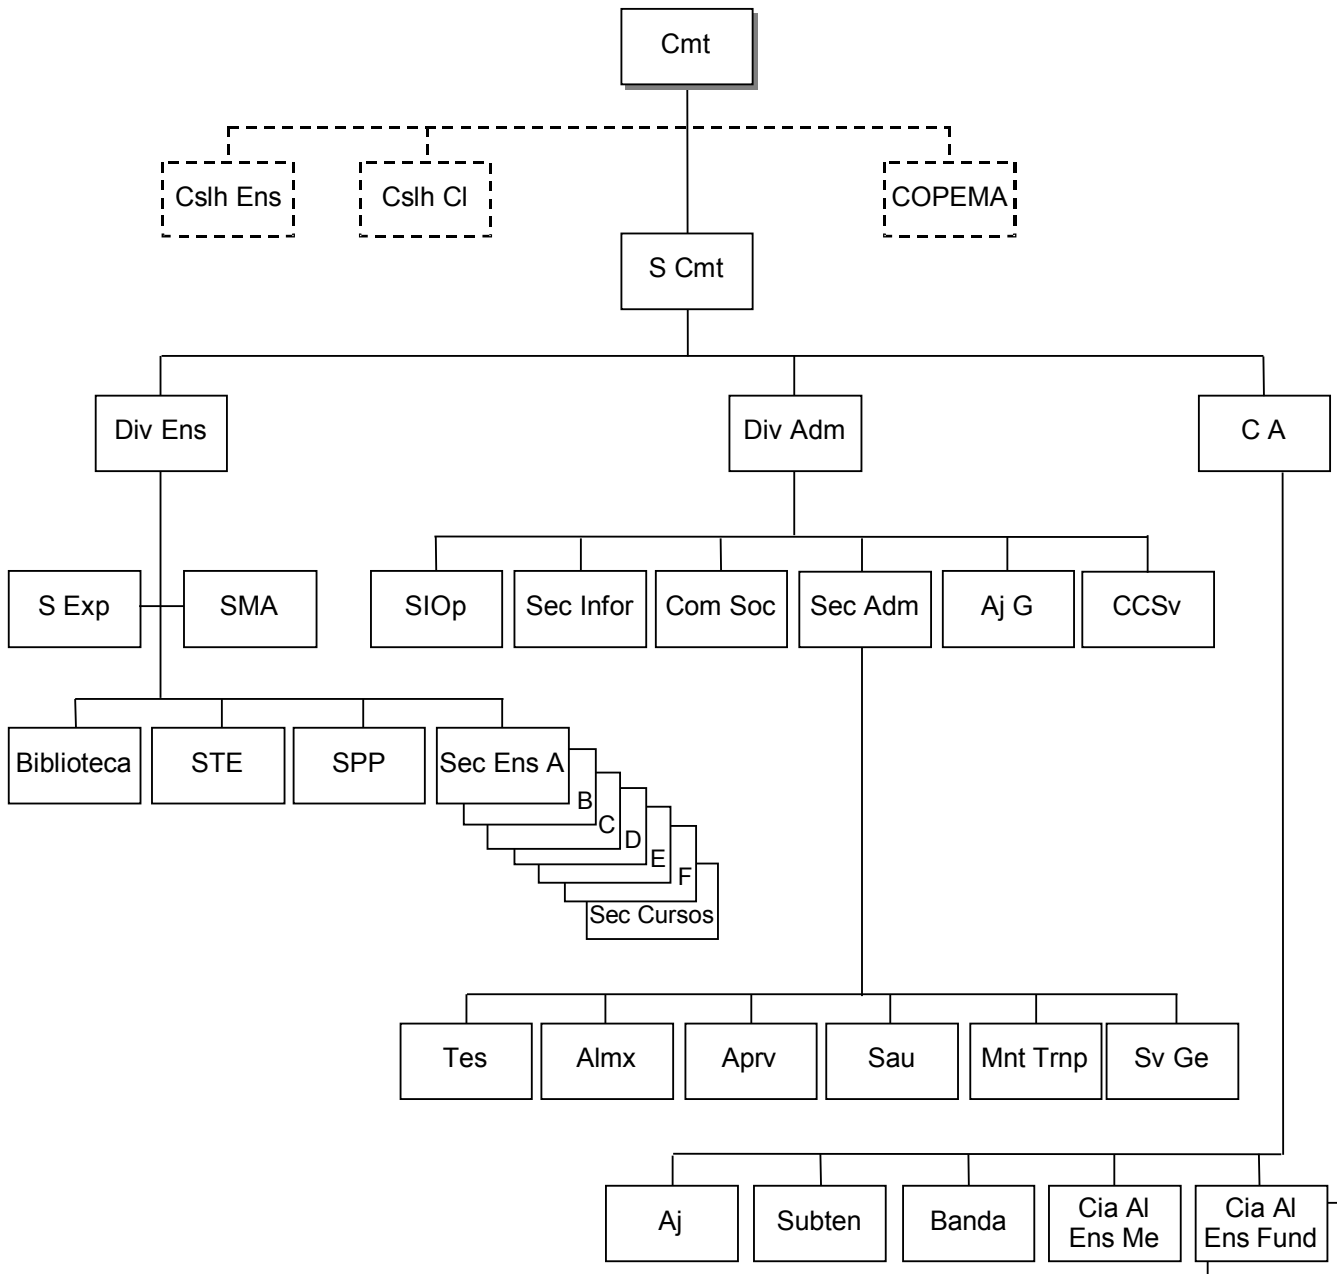 Cmt
Cslh Ens
Cslh Cl
COPEMA
S Cmt
Div Ens
Div Adm
C A
S Exp
SMA
SIOp
Sec Infor
Com Soc
Sec Adm
Aj G
CCSv
Biblioteca
STE
SPP
Sec Ens A
B
C
D
E
F
Sec Cursos
Tes
Almx
Aprv
Sau
Mnt Trnp
Sv Ge
Aj
Subten
Banda
Cia Al
Ens Me
Cia Al
Ens Fund